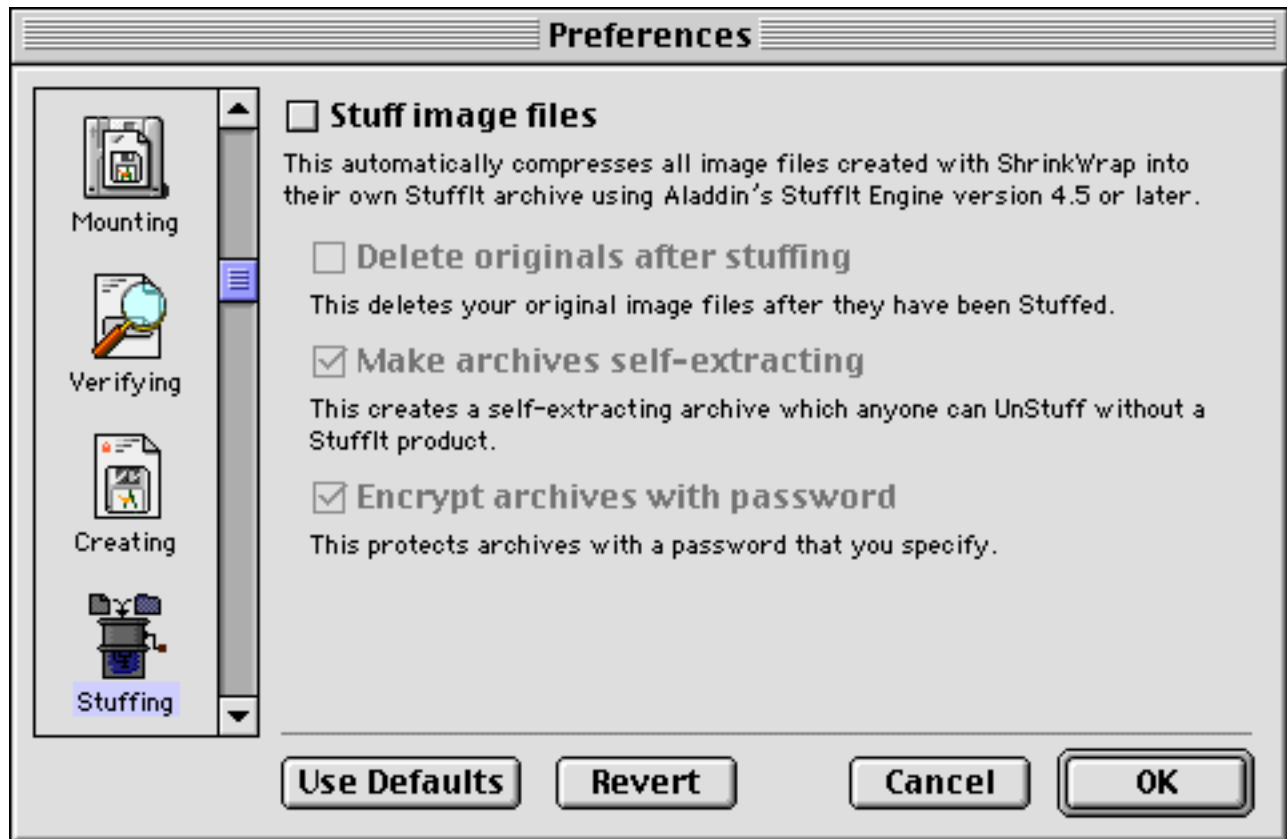 Preferences
Mounting
Verifying
Creating
Stuffing
Stuff image files
This automatically compresses all image files created with ShrinkWrap into
their own StuffIt archive using Aladdin's StuffIt Engine version 4.5 or later.
Delete originals after stuffing
This deletes your original image files after they have been Stuffed.
Make archives self-extracting
This creates a self-extracting archive which anyone can UnStuff without a
StuffIt product.
Encrypt archives with password
This protects archives with a password that you specify.
Use Defaults
Revert
Cancel
OK